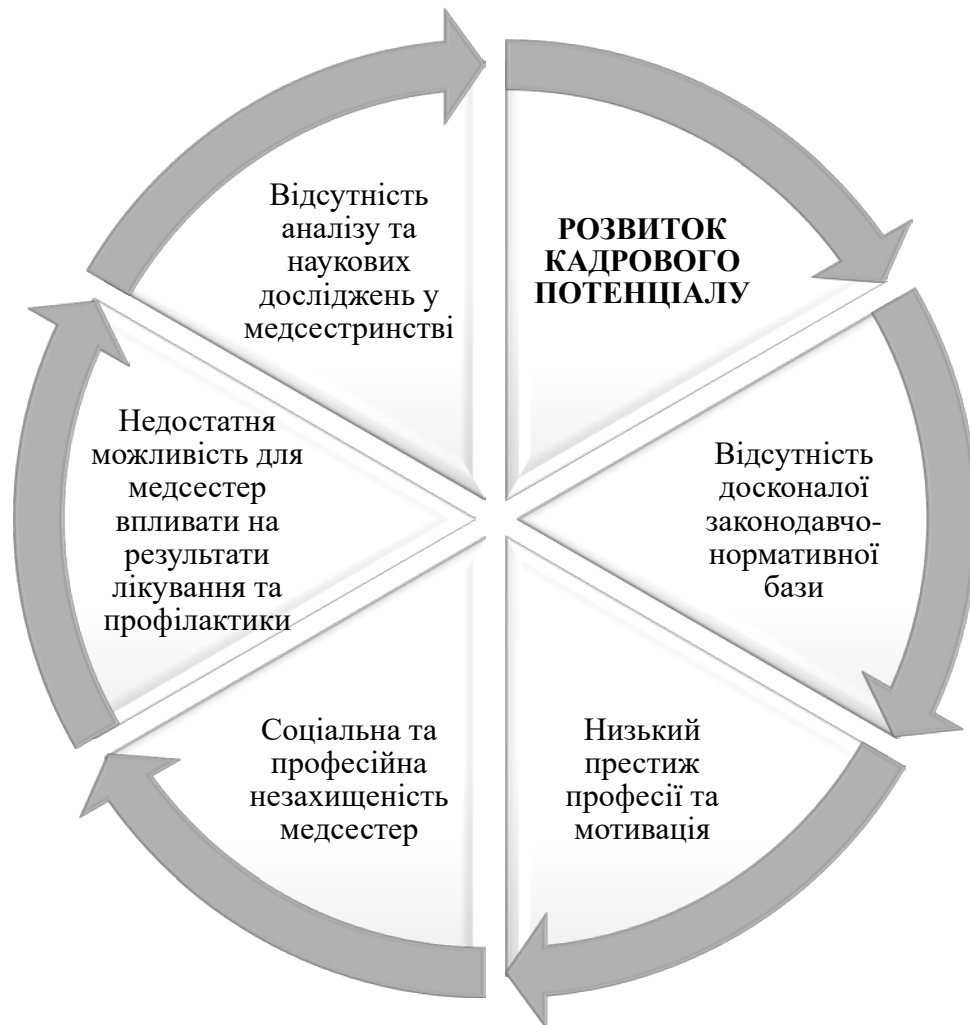 РОЗВИТОК
КАДРОВОГО
ПОТЕНЦІАЛУ
Відсутність
досконалої
законодавчо-
нормативної
бази
Низький
престиж
професії та
мотивація
Соціальна та
професійна
незахищеність
медсестер
Недостатня
можливість для
медсестер
впливати на
результати
лікування та
профілактики
Відсутність
аналізу та
наукових
досліджень у
медсестринстві